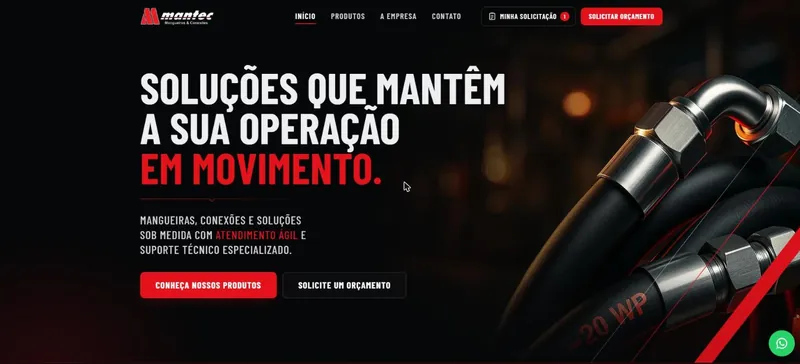 mantec
Mangueiras & Conexões
INÍCIO
PRODUTOS
A EMPRESA
CONTATO
MINHA SOLICITAÇÃO
1
SOLICITAR ORÇAMENTO
SOLUÇÕES QUE MANTÊM
A SUA OPERAÇÃO
EM MOVIMENTO.
MANGUEIRAS, CONEXÕES E SOLUÇÕES
SOB MEDIDA COM ATENDIMENTO ÁGIL E
SUPORTE TÉCNICO ESPECIALIZADO.
CONHEÇA NOSSOS PRODUTOS
SOLICITE UM ORÇAMENTO
-20 WP